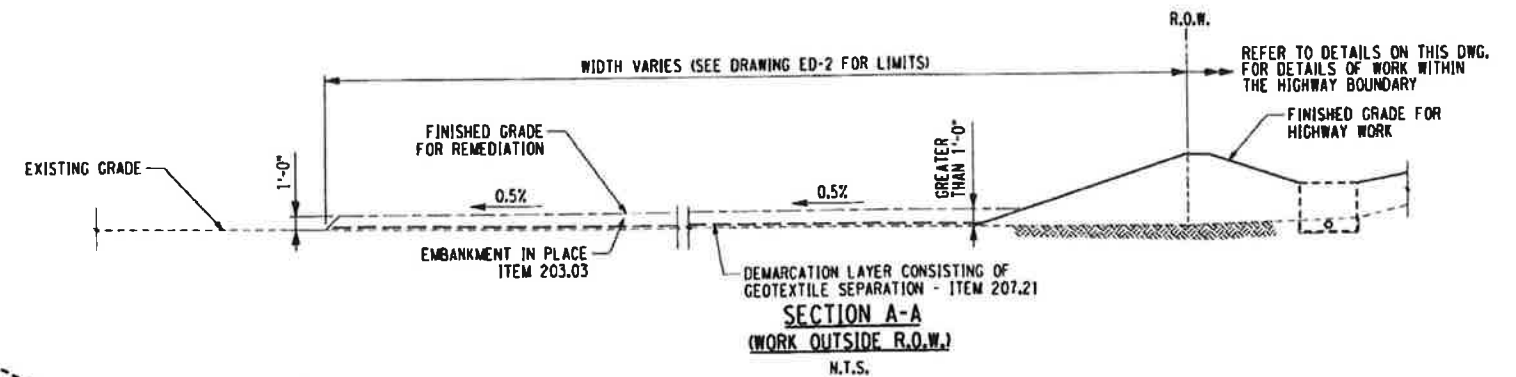 R.O.W.
WIDTH VARIES (SEE DRAWING ED-2 FOR LIMITS)
REFER TO DETAILS ON THIS DWG.
FOR DETAILS OF WORK WITHIN
THE HIGHWAY BOUNDARY
FINISHED GRADE
FOR REMEDIATION
FINISHED GRADE FOR
HIGHWAY WORK
EXISTING GRADE
1'-0"
0.5%
0.5%
GREATER
THAN 1'-0"
EMBANKMENT IN PLACE
ITEM 203.03
DEMARCATION LAYER CONSISTING OF
GEOTEXTILE SEPARATION - ITEM 207.21
SECTION A-A
(WORK OUTSIDE R.O.W.)
N.T.S.